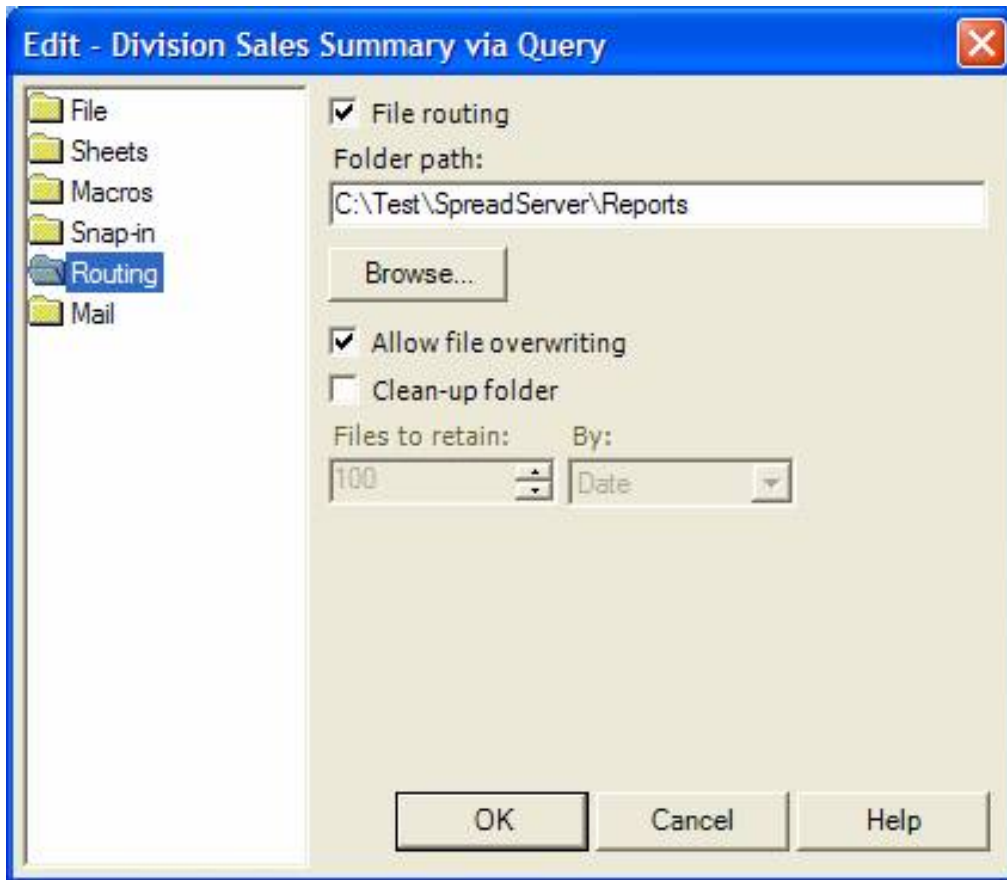 Edit - Division Sales Summary via Query
File
Sheets
Macros
Snap-in
Routing
Mail
File routing
Folder path:
C:\Test\SpreadServer\Reports
Browse...
Allow file overwriting
Clean-up folder
Files to retain: By:
100 Date
OK Cancel Help